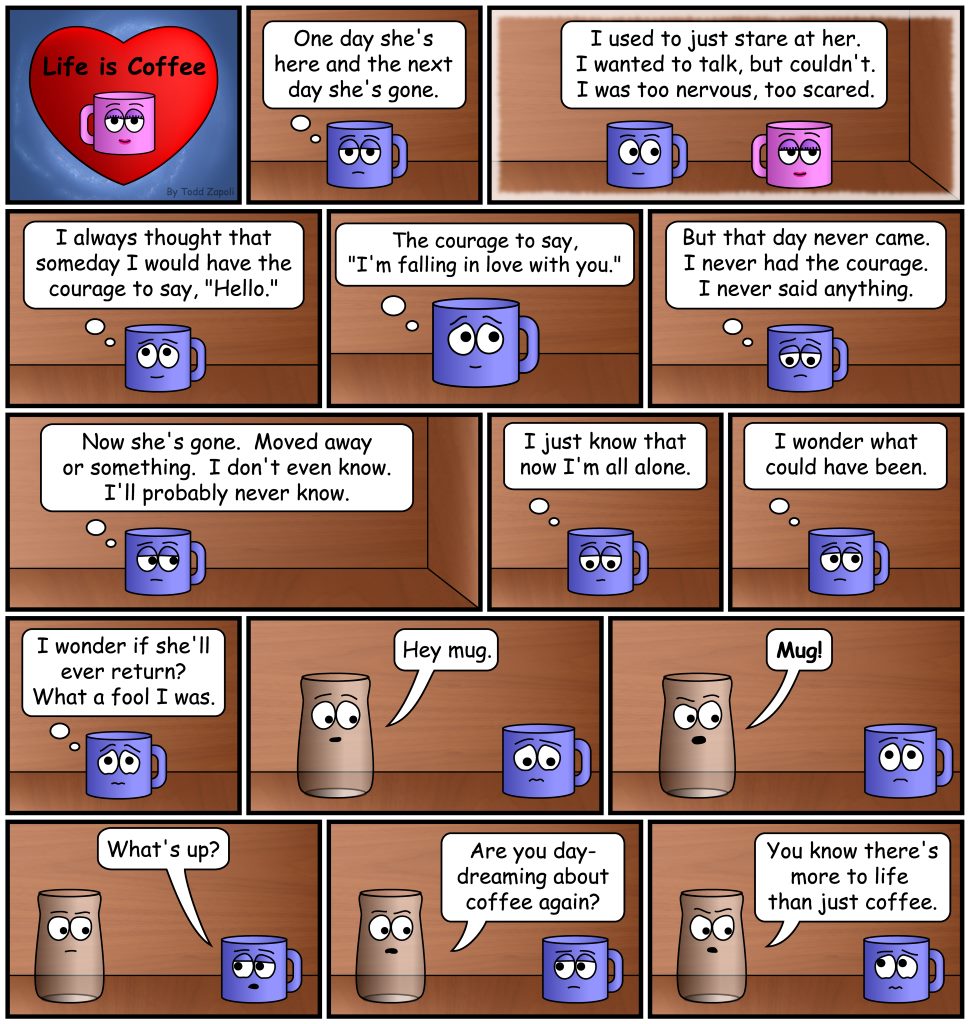 Life is Coffee
By Todd Zapoli
One day she's
here and the next
day she's gone.
I used to just stare at her.
I wanted to talk, but couldn't.
I was too nervous, too scared.
I always thought that
someday I would have the
courage to say, "Hello."
The courage to say,
"I'm falling in love with you."
But that day never came.
I never had the courage.
I never said anything.
Now she's gone. Moved away
or something. I don't even know.
I'll probably never know.
I just know that
now I'm all alone.
I wonder what
could have been.
I wonder if she'll
ever return?
What a fool I was.
Hey mug.
Mug!
What's up?
Are you day-
dreaming about
coffee again?
You know there's
more to life
than just coffee.